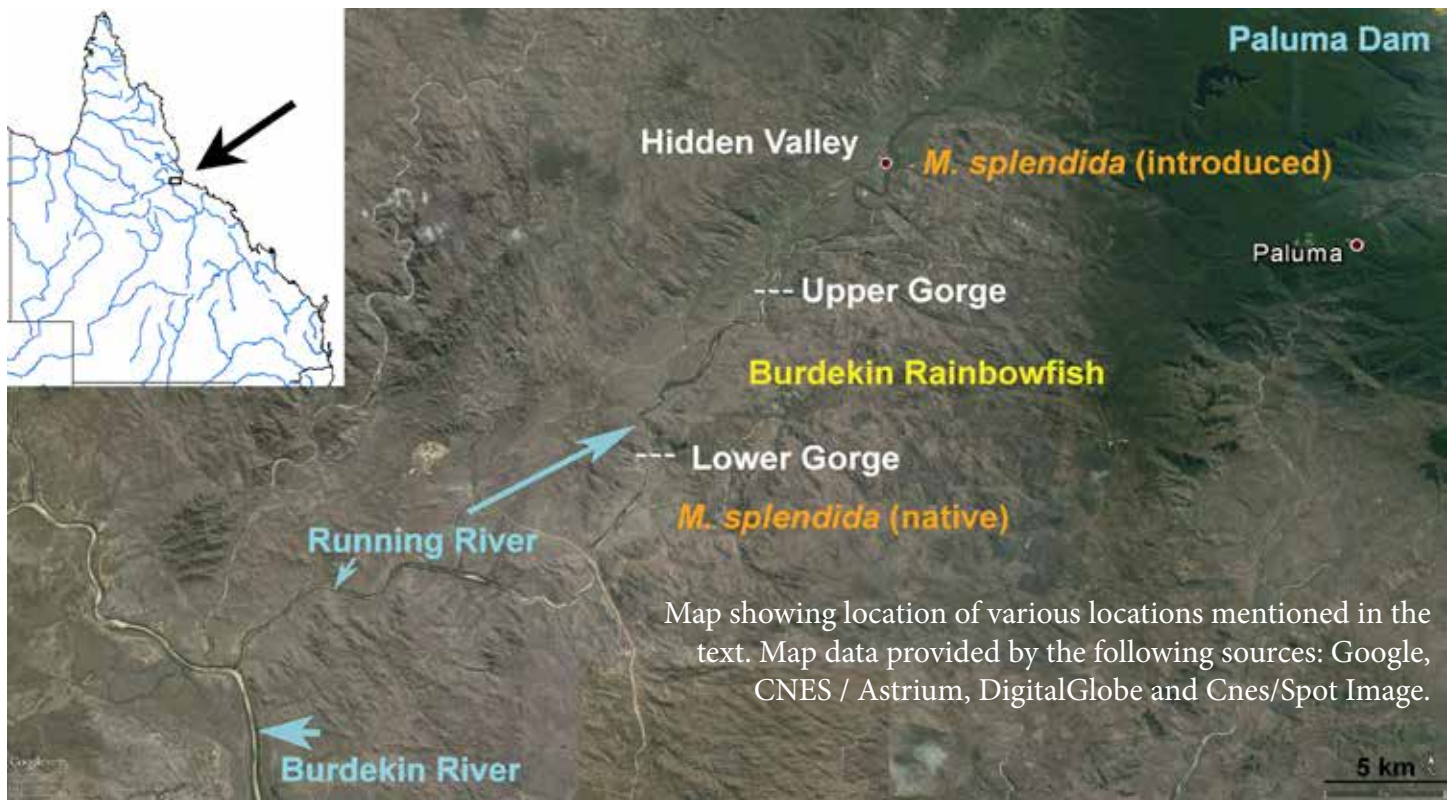 Paluma Dam
Hidden Valley
M. splendida (introduced)
Paluma
Upper Gorge
Burdekin Rainbowfish
Lower Gorge
M. splendida (native)
Running River
Map showing location of various locations mentioned in the
text. Map data provided by the following sources: Google,
CNES / Astrium, DigitalGlobe and Cnes/Spot Image.
Burdekin River
5 km